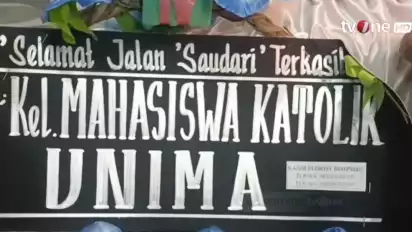 tvOne
"Selamat Jalan 'Saudari' Terkasih
Kel. MAHASISWA KATOLIK
UNIMA